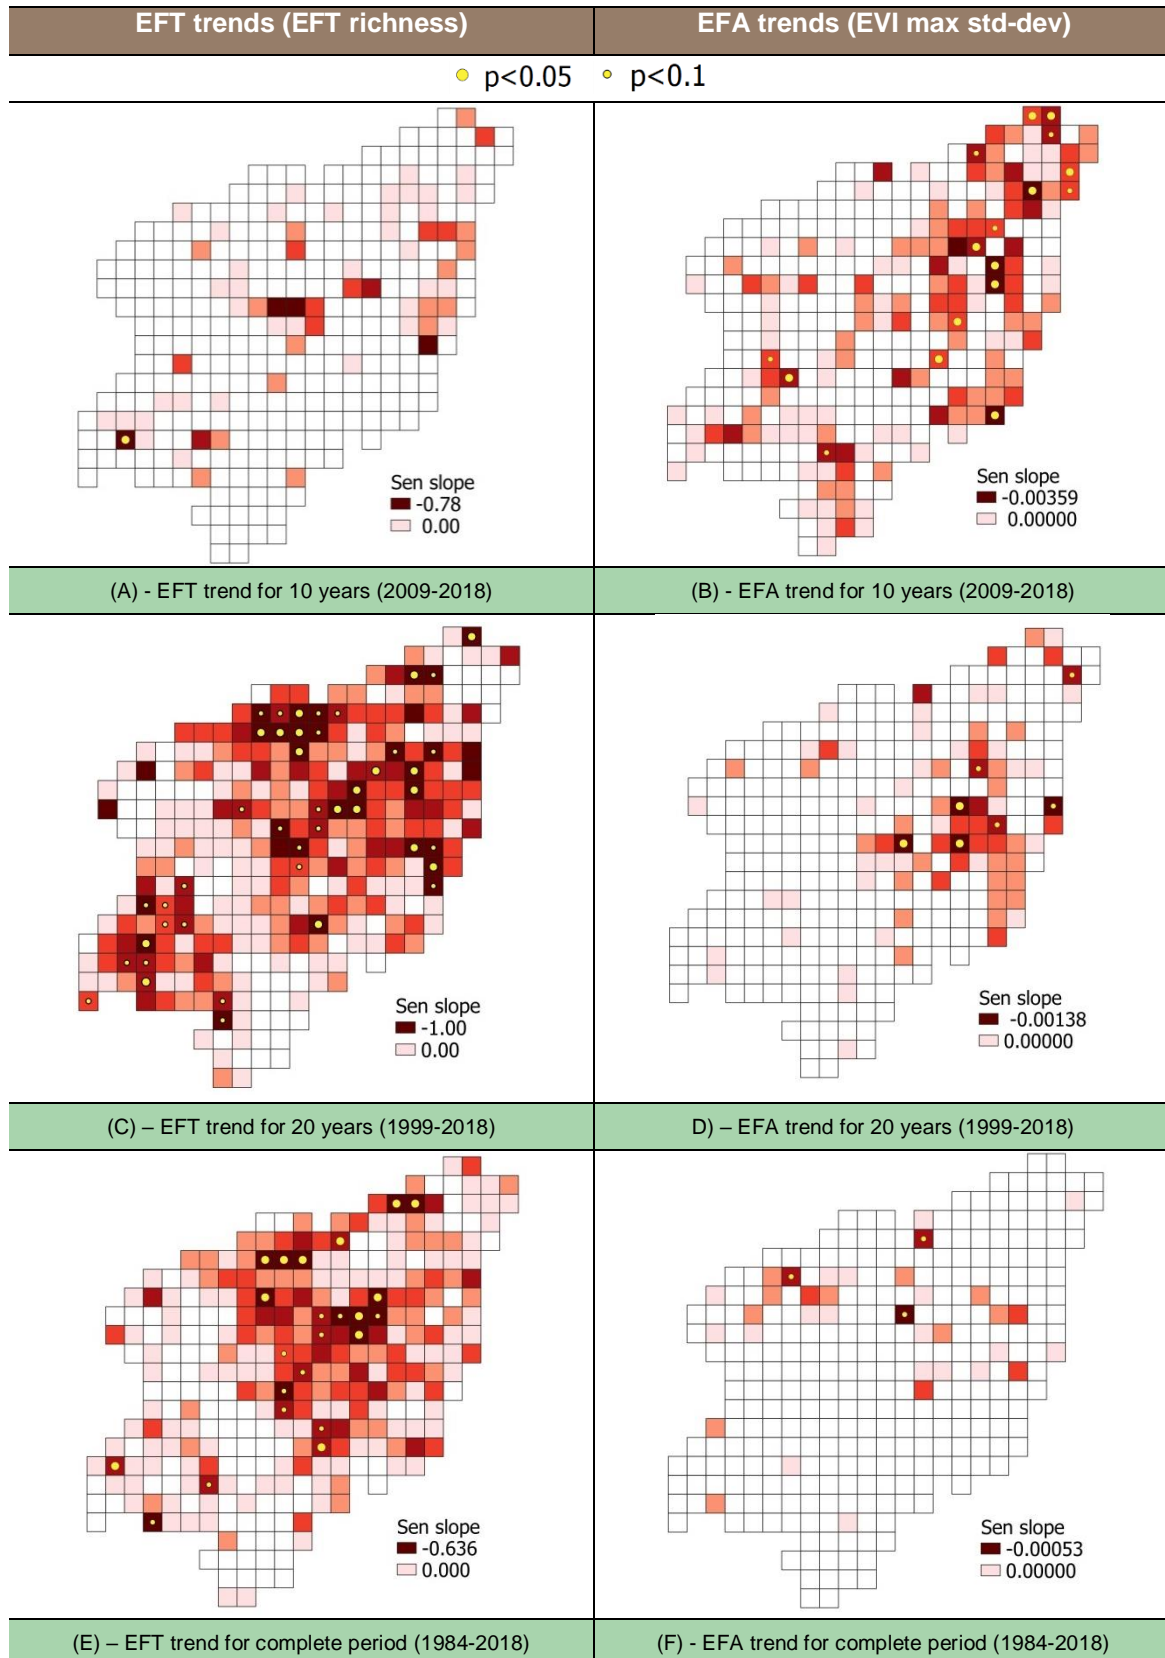 EFT trends (EFT richness)
EFA trends (EVI max std-dev)
p<0.05 p<0.1
Sen slope
-0.78
0.00
Sen slope
-0.00359
0.00000
(A) - EFT trend for 10 years (2009-2018)
(B) - EFA trend for 10 years (2009-2018)
Sen slope
-1.00
0.00
Sen slope
-0.00138
0.00000
(C) – EFT trend for 20 years (1999-2018)
D) – EFA trend for 20 years (1999-2018)
Sen slope
-0.636
0.000
Sen slope
-0.00053
0.00000
(E) – EFT trend for complete period (1984-2018)
(F) - EFA trend for complete period (1984-2018)